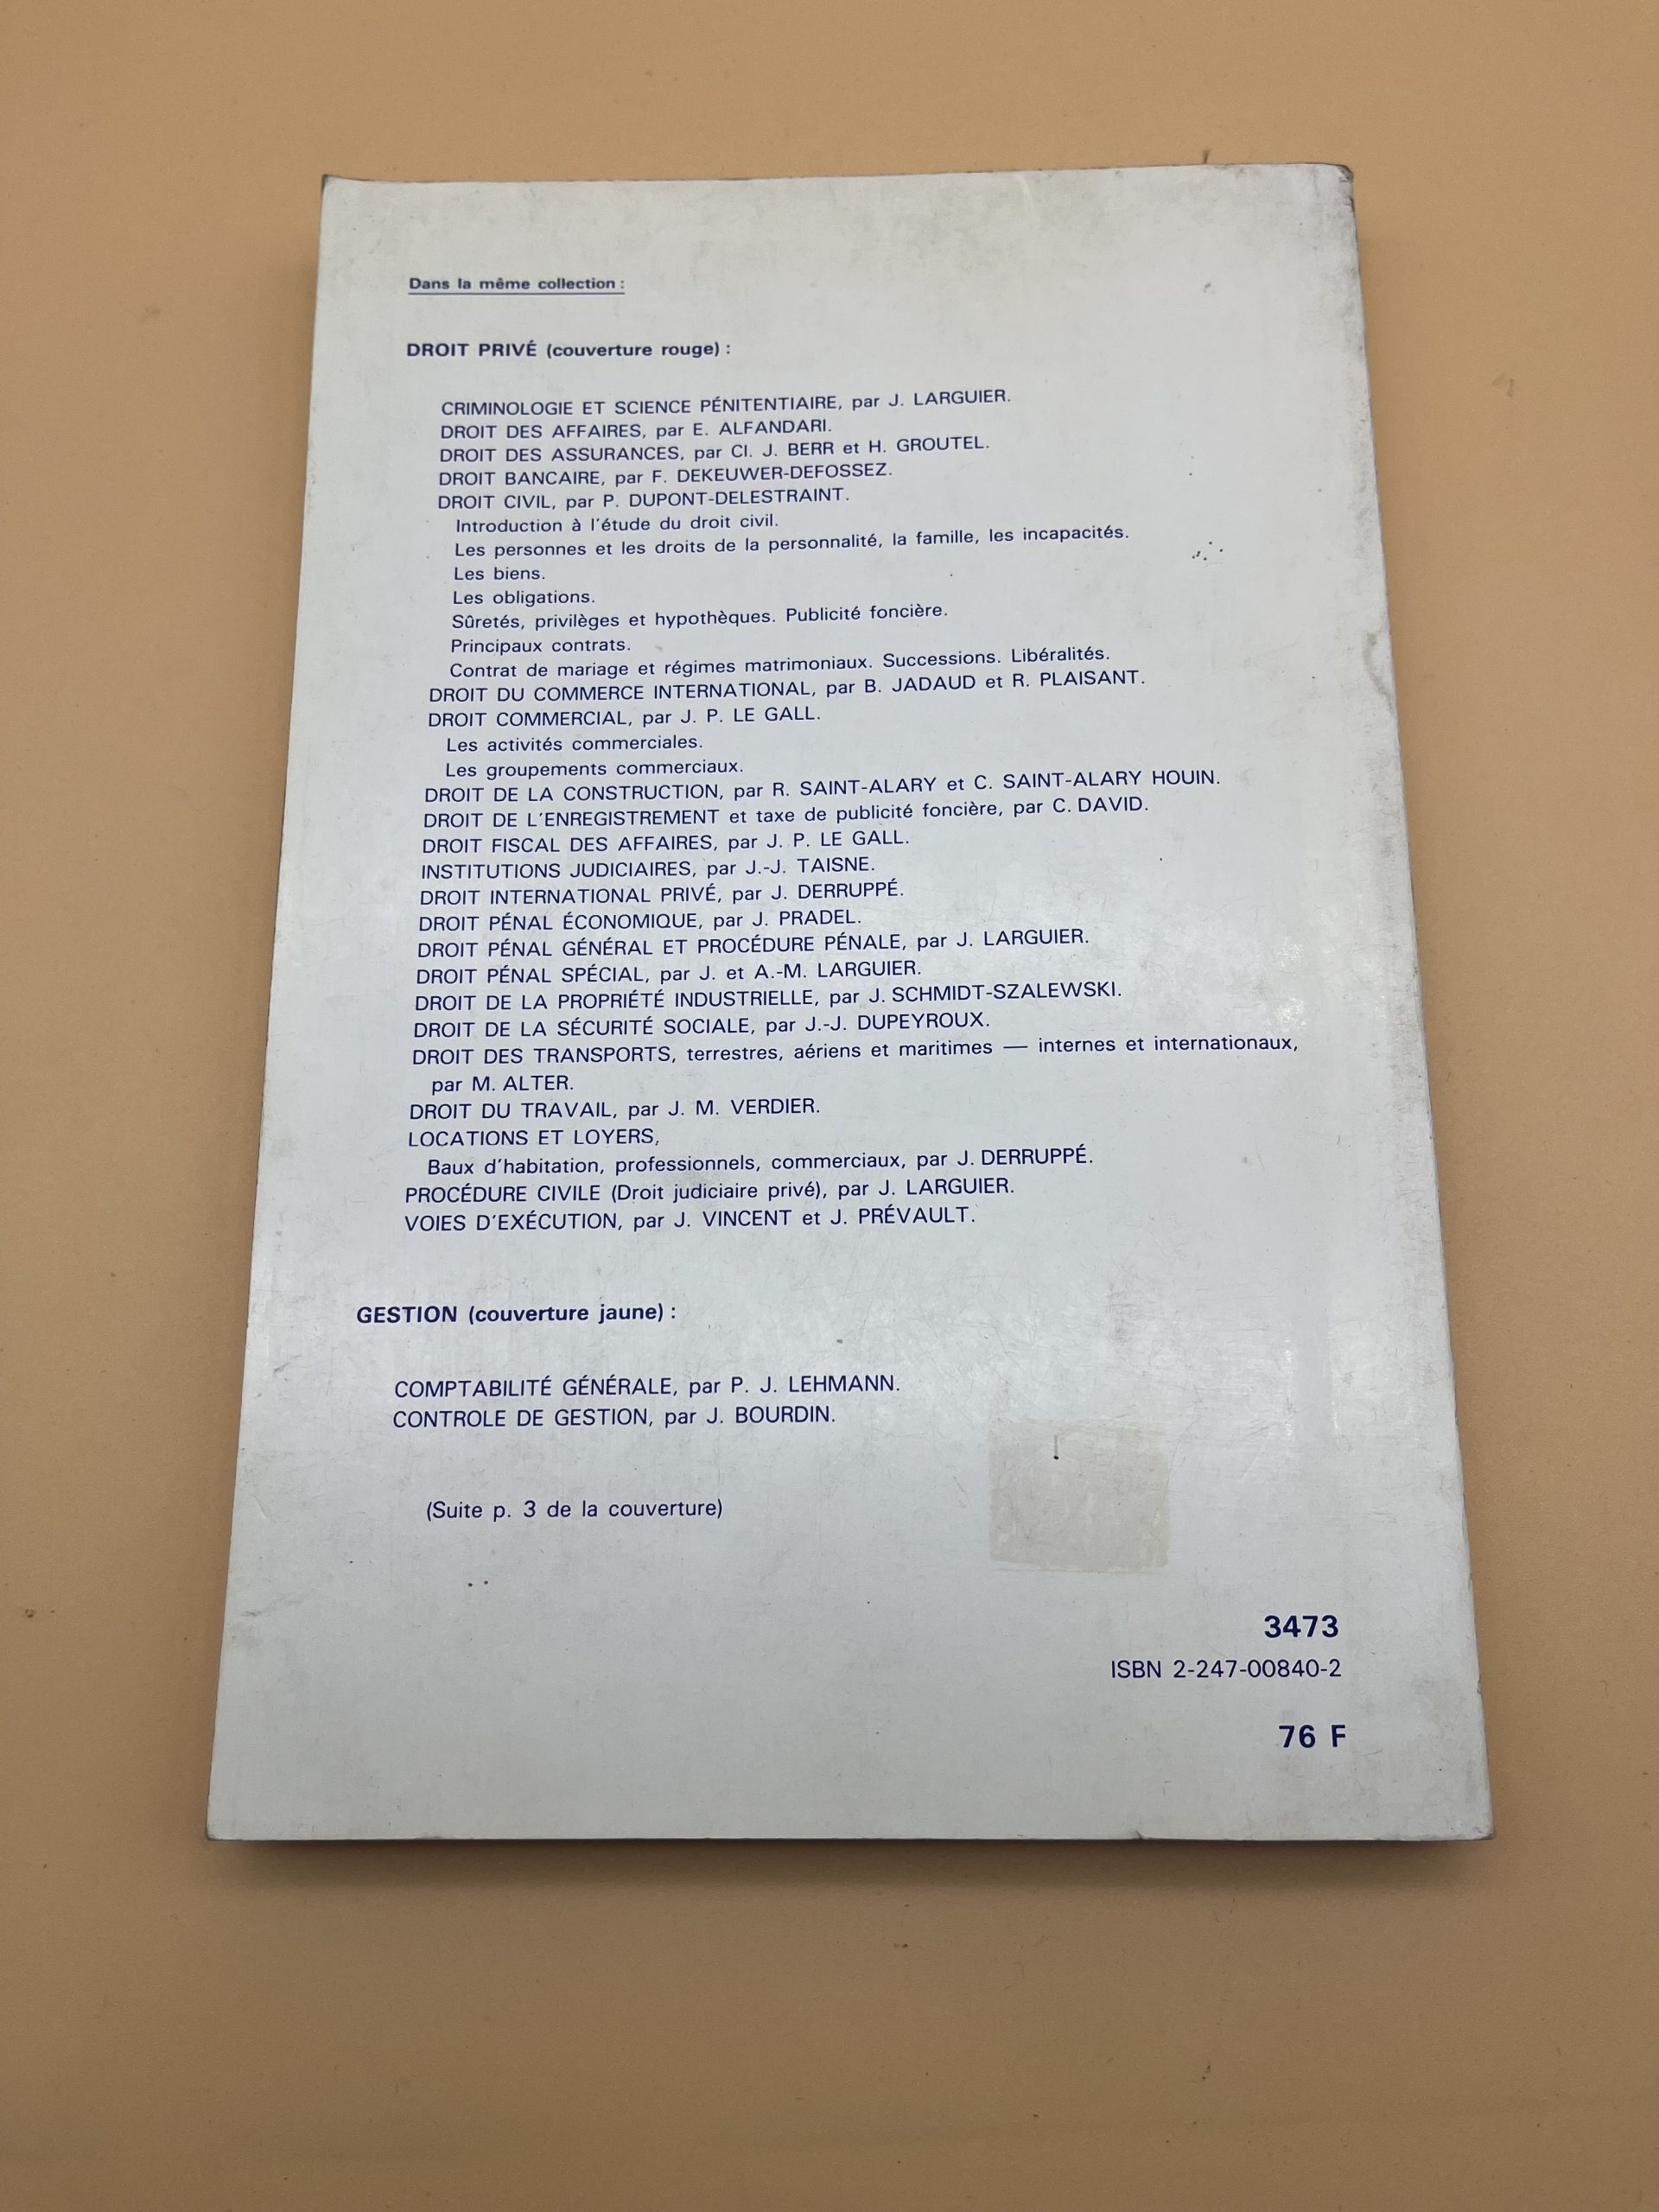 Dans la même collection :
DROIT PRIVÉ (couverture rouge) :
CRIMINOLOGIE ET SCIENCE PÉNITENTIAIRE, par J. LARGUIER.
DROIT DES AFFAIRES, par E. ALFANDARI.
DROIT DES ASSURANCES, par Cl. J. BERR et H. GROUTEL.
DROIT BANCAIRE, par F. DEKEUWER-DEFOSSEZ.
DROIT CIVIL, par P. DUPONT-DELESTRAINT.
Introduction à l'étude du droit civil.
Les personnes et les droits de la personnalité, la famille, les incapacités.
Les biens.
Les obligations.
Sûretés, privilèges et hypothèques. Publicité foncière.
Principaux contrats.
Contrat de mariage et régimes matrimoniaux. Successions. Libéralités.
DROIT DU COMMERCE INTERNATIONAL, par B. JADAUD et R. PLAISANT.
DROIT COMMERCIAL, par J. P. LE GALL.
Les activités commerciales.
Les groupements commerciaux.
DROIT DE LA CONSTRUCTION, par R. SAINT-ALARY et C. SAINT-ALARY HOUIN.
DROIT DE L'ENREGISTREMENT et taxe de publicité foncière, par C. DAVID.
DROIT FISCAL DES AFFAIRES, par J. P. LE GALL.
INSTITUTIONS JUDICIAIRES, par J.-J. TAISNE.
DROIT INTERNATIONAL PRIVÉ, par J. DERRUPPÉ.
DROIT PÉNAL ÉCONOMIQUE, par J. PRADEL.
DROIT PÉNAL GÉNÉRAL ET PROCÉDURE PÉNALE, par J. LARGUIER.
DROIT PÉNAL SPÉCIAL, par J. et A.-M. LARGUIER.
DROIT DE LA PROPRIÉTÉ INDUSTRIELLE, par J. SCHMIDT-SZALEWSKI.
DROIT DE LA SÉCURITÉ SOCIALE, par J.-J. DUPEYROUX.
DROIT DES TRANSPORTS, terrestres, aériens et maritimes — internes et internationaux,
par M. ALTER.
DROIT DU TRAVAIL, par J. M. VERDIER.
LOCATIONS ET LOYERS,
Baux d'habitation, professionnels, commerciaux, par J. DERRUPPÉ.
PROCÉDURE CIVILE (Droit judiciaire privé), par J. LARGUIER.
VOIES D'EXÉCUTION, par J. VINCENT et J. PRÉVAULT.
GESTION (couverture jaune) :
COMPTABILITÉ GÉNÉRALE, par P. J. LEHMANN.
CONTROLE DE GESTION, par J. BOURDIN.
(Suite p. 3 de la couverture)
3473
ISBN 2-247-00840-2
76 F